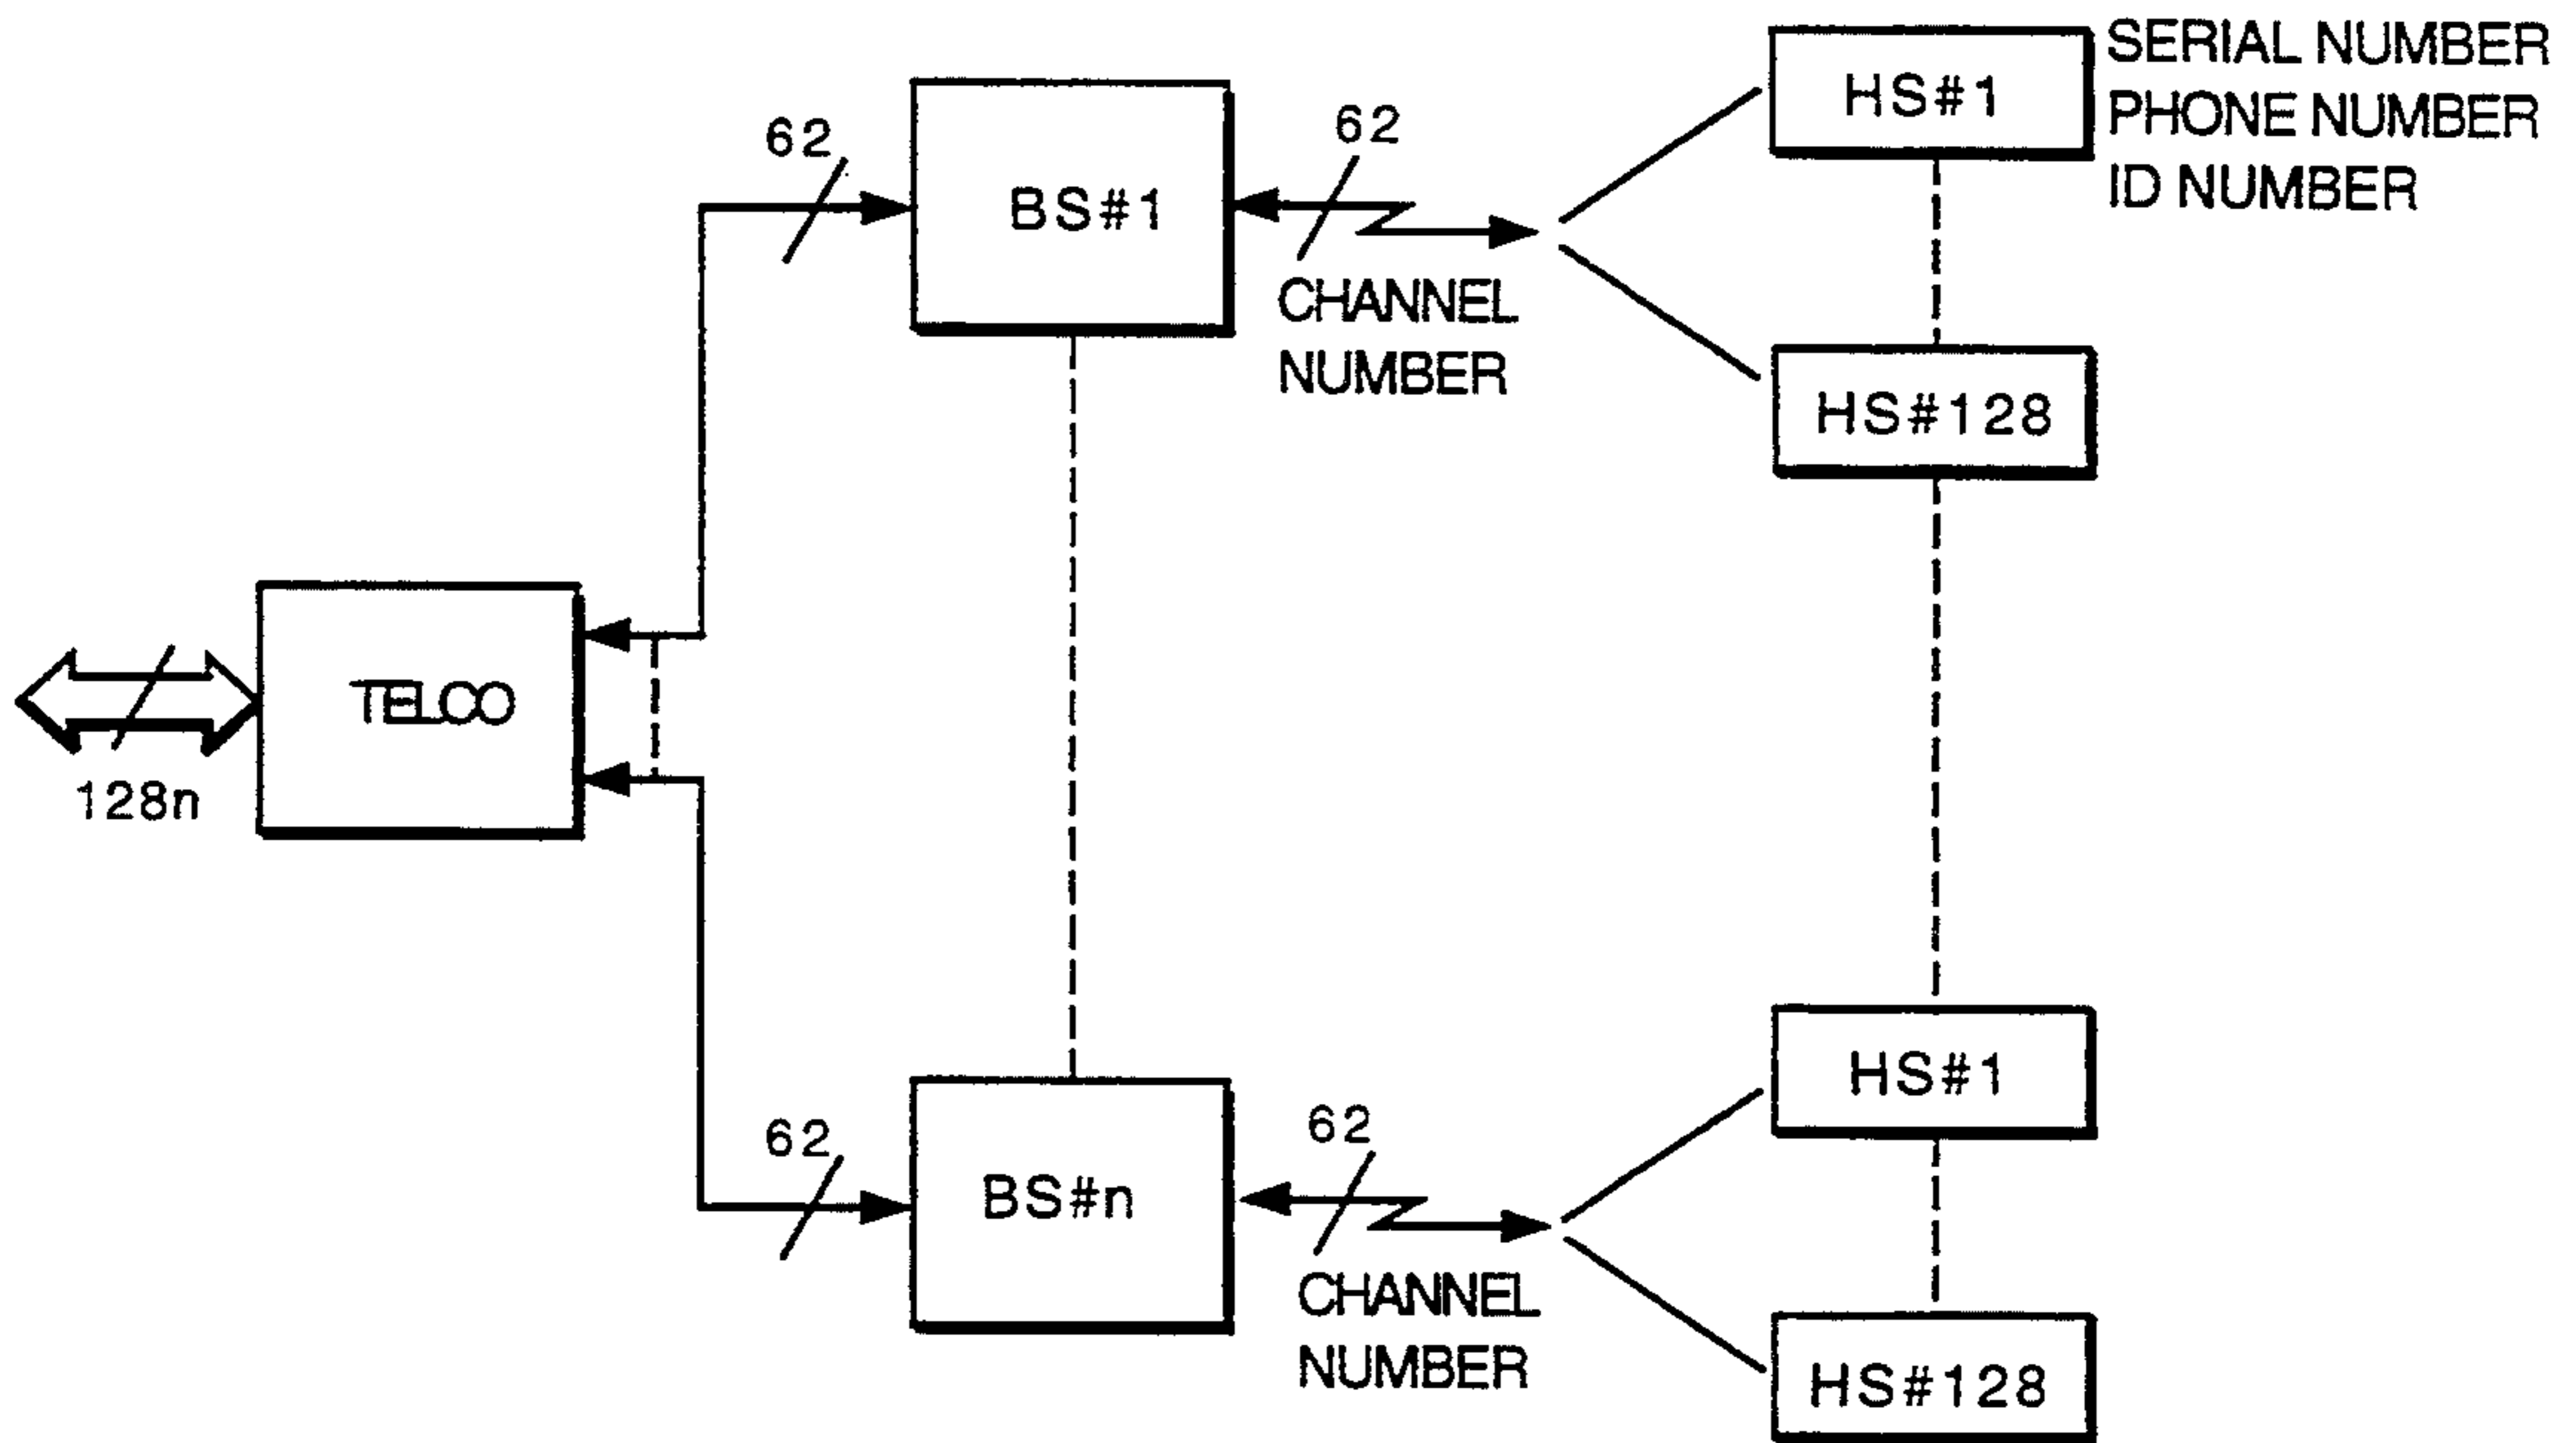 HS#1
SERIAL NUMBER
PHONE NUMBER
ID NUMBER
62
BS#1
62
CHANNEL
NUMBER
HS#128
TELCO
128n
62
BS#n
62
CHANNEL
NUMBER
HS#1
HS#128